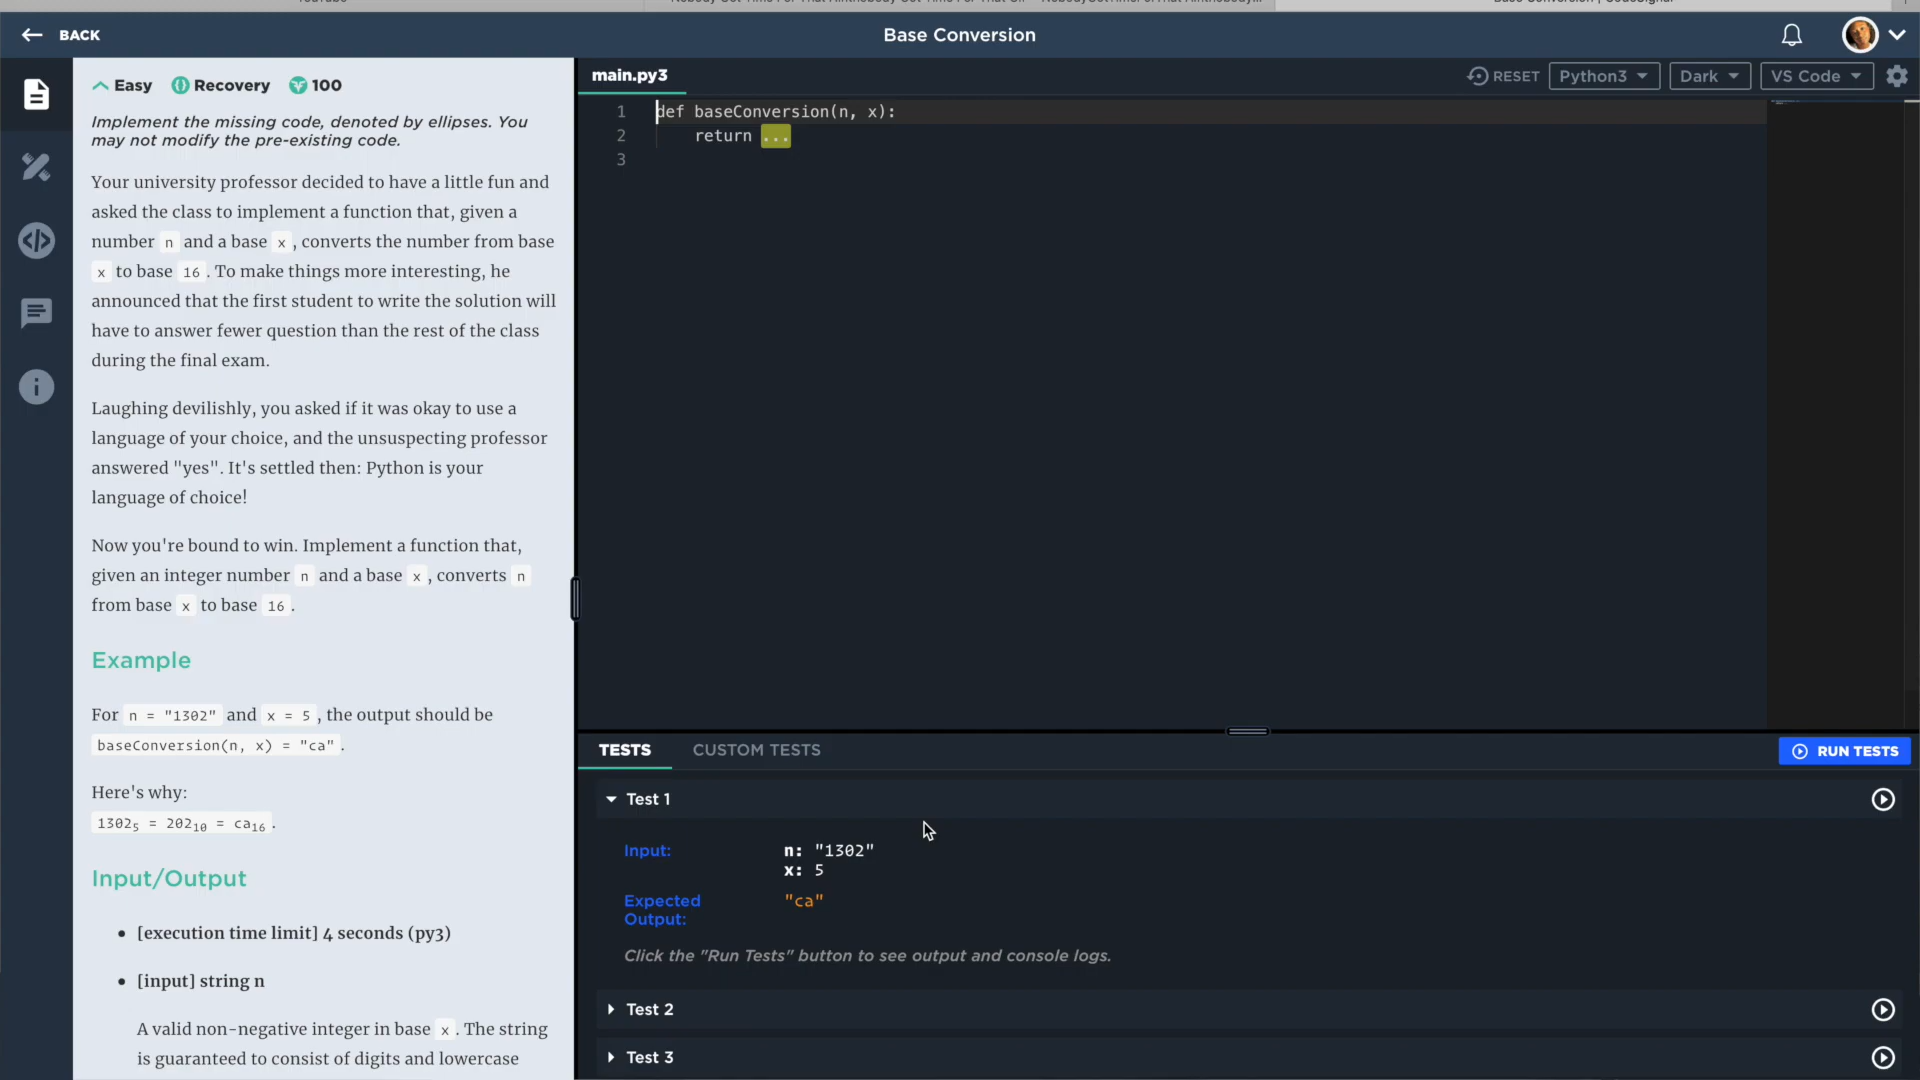 BACK
Base Conversion
Easy Recovery 100
Implement the missing code, denoted by ellipses. You
may not modify the pre-existing code.
Your university professor decided to have a little fun and
asked the class to implement a function that, given a
number n and a base x, converts the number from base
x to base 16. To make things more interesting, he
announced that the first student to write the solution will
have to answer fewer question than the rest of the class
during the final exam.
Laughing devilishly, you asked if it was okay to use a
language of your choice, and the unsuspecting professor
answered "yes". It's settled then: Python is your
language of choice!
Now you're bound to win. Implement a function that,
given an integer number n and a base x, converts n
from base x to base 16.
Example
For n = "1302" and x = 5, the output should be
baseConversion(n, x) = "ca".
Here's why:
1302₅ = 202₁₀ = ca₁₆.
Input/Output
• [execution time limit] 4 seconds (py3)
• [input] string n
A valid non-negative integer in base x. The string
is guaranteed to consist of digits and lowercase
main.py3
RESET Python3 Dark VS Code
1 def baseConversion(n, x):
2     return ...
3
TESTS CUSTOM TESTS
RUN TESTS
Test 1
Input: n: "1302"
x: 5
Expected "ca"
Output:
Click the "Run Tests" button to see output and console logs.
Test 2
Test 3